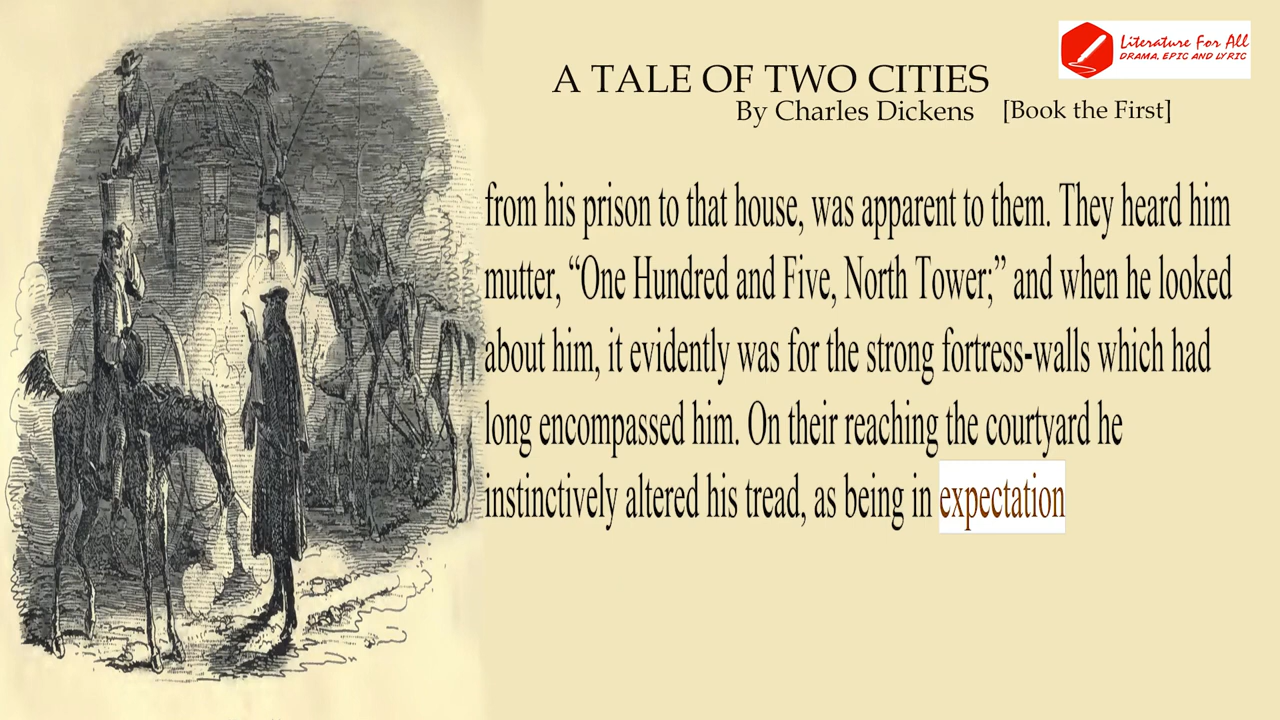 Literature For All
DRAMA, EPIC AND LYRIC
A TALE OF TWO CITIES
By Charles Dickens [Book the First]
from his prison to that house, was apparent to them. They heard him
mutter, “One Hundred and Five, North Tower;” and when he looked
about him, it evidently was for the strong fortress-walls which had
long encompassed him. On their reaching the courtyard he
instinctively altered his tread, as being in expectation